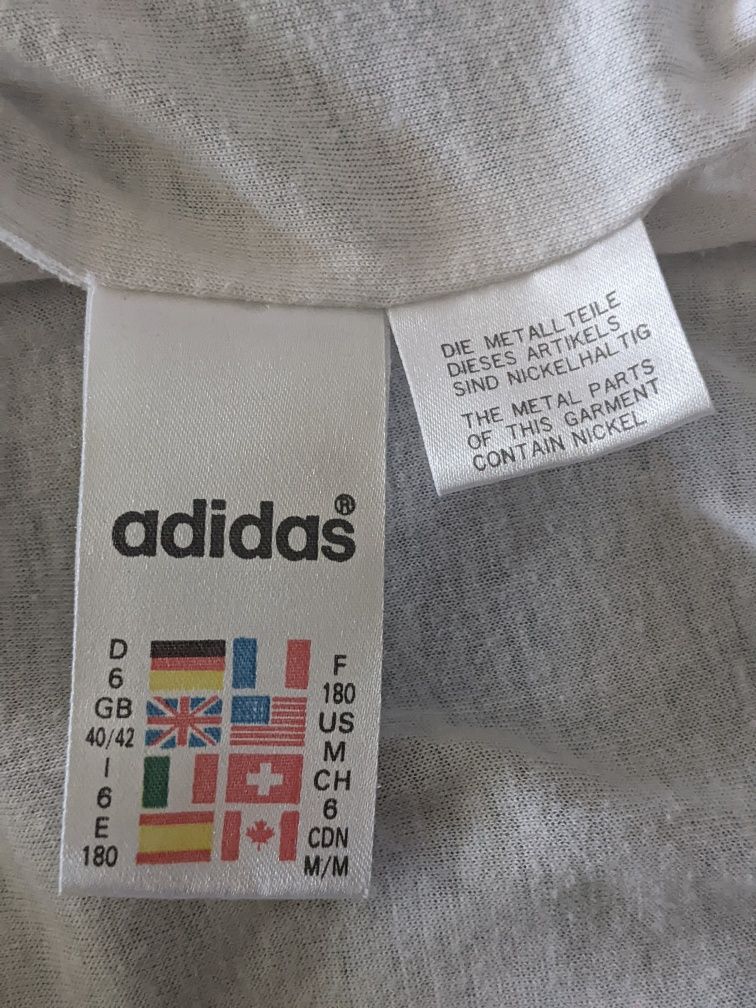 adidas®
D
6
GB
40/42
I
6
E
180
F
180
US
M
CH
6
CDN
M/M
DIE METALLTEILE
DIESES ARTIKELS
SIND NICKELHALTIG
THE METAL PARTS
OF THIS GARMENT
CONTAIN NICKEL